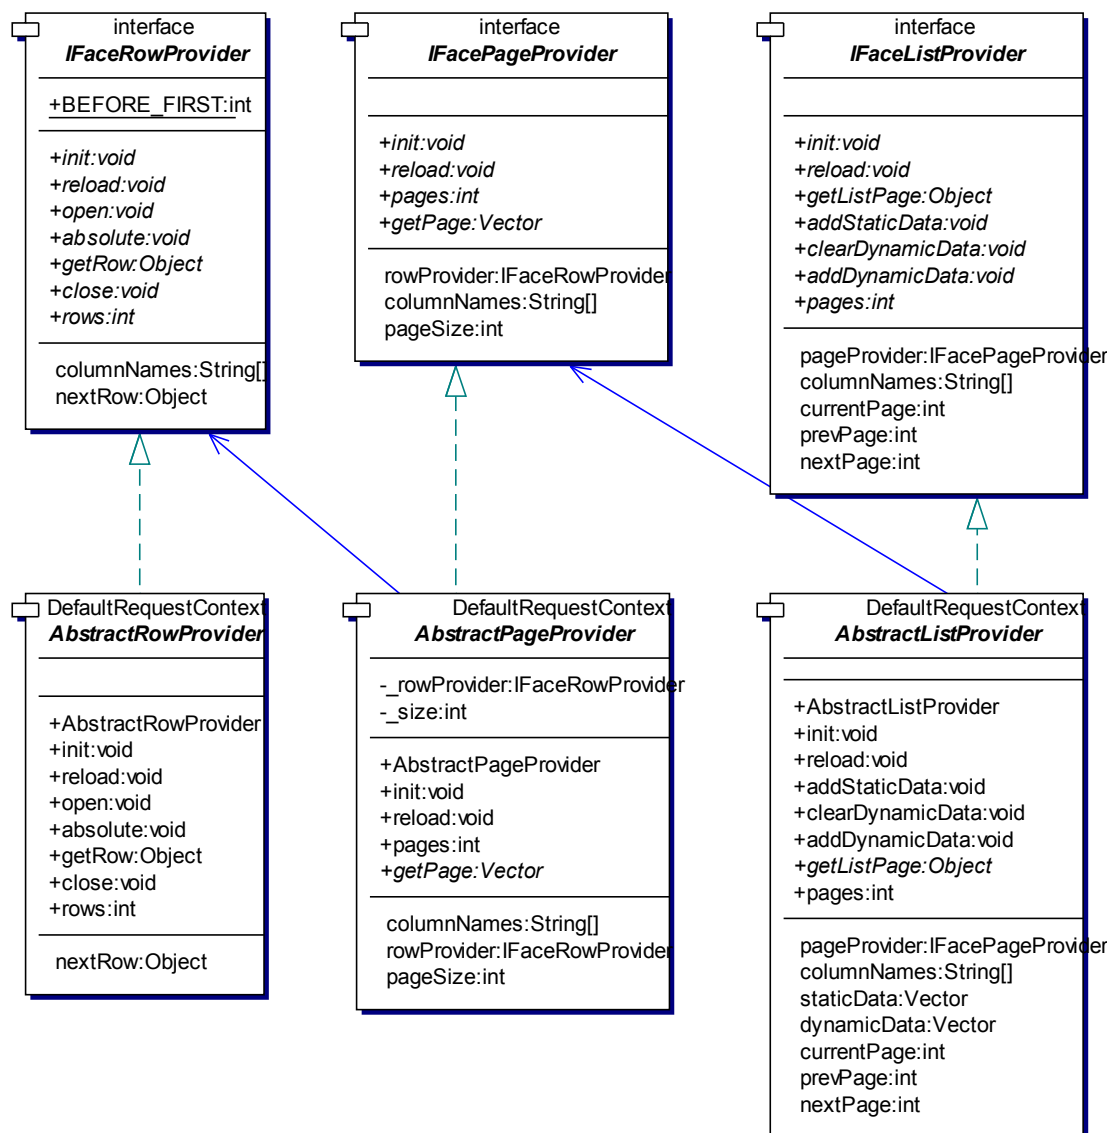 interface
IFaceRowProvider
+BEFORE_FIRST:int
+init:void
+reload:void
+open:void
+absolute:void
+getRow:Object
+close:void
+rows:int
columnNames:String[]
nextRow:Object
interface
IFacePageProvider
+init:void
+reload:void
+pages:int
+getPage:Vector
rowProvider:IFaceRowProvider
columnNames:String[]
pageSize:int
interface
IFaceListProvider
+init:void
+reload:void
+getListPage:Object
+addStaticData:void
+clearDynamicData:void
+addDynamicData:void
+pages:int
pageProvider:IFacePageProvider
columnNames:String[]
currentPage:int
prevPage:int
nextPage:int
DefaultRequestContext
AbstractRowProvider
+AbstractRowProvider
+init:void
+reload:void
+open:void
+absolute:void
+getRow:Object
+close:void
+rows:int
nextRow:Object
DefaultRequestContext
AbstractPageProvider
-_rowProvider:IFaceRowProvider
-_size:int
+AbstractPageProvider
+init:void
+reload:void
+pages:int
+getPage:Vector
columnNames:String[]
rowProvider:IFaceRowProvider
pageSize:int
DefaultRequestContext
AbstractListProvider
+AbstractListProvider
+init:void
+reload:void
+addStaticData:void
+clearDynamicData:void
+addDynamicData:void
+getListPage:Object
+pages:int
pageProvider:IFacePageProvider
columnNames:String[]
staticData:Vector
dynamicData:Vector
currentPage:int
prevPage:int
nextPage:int